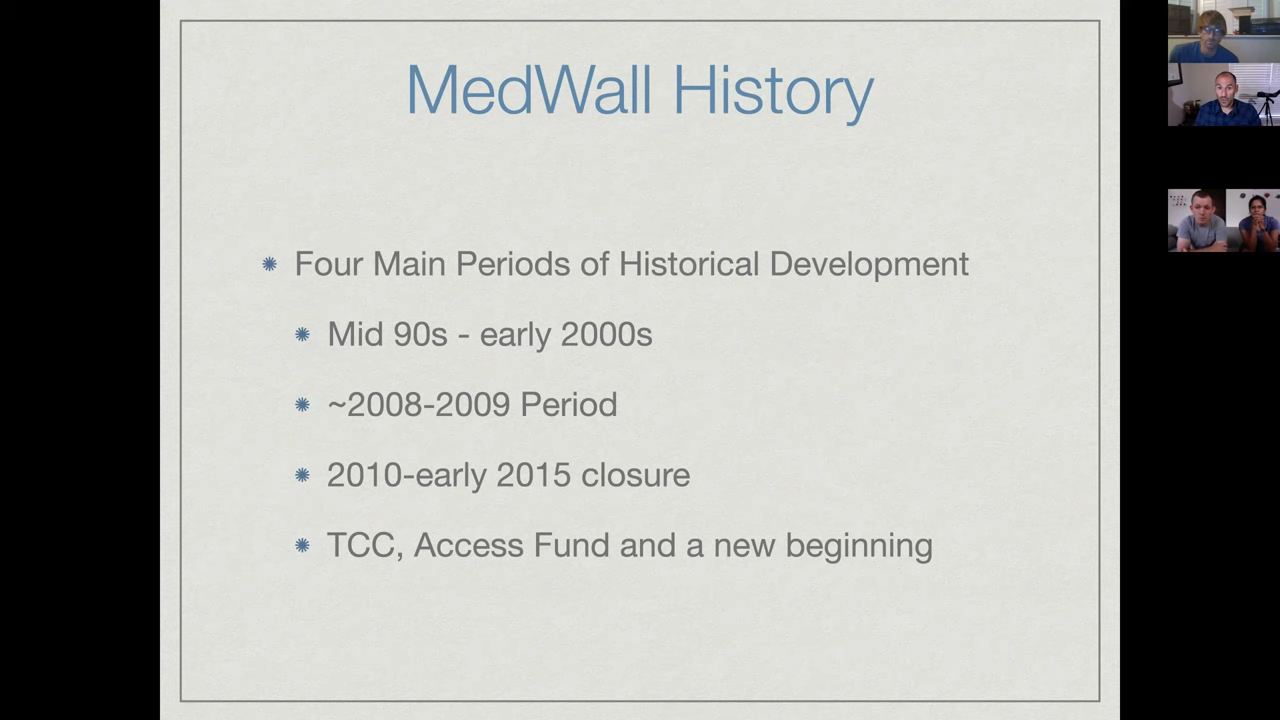 MedWall History
Four Main Periods of Historical Development
Mid 90s - early 2000s
~2008-2009 Period
2010-early 2015 closure
TCC, Access Fund and a new beginning